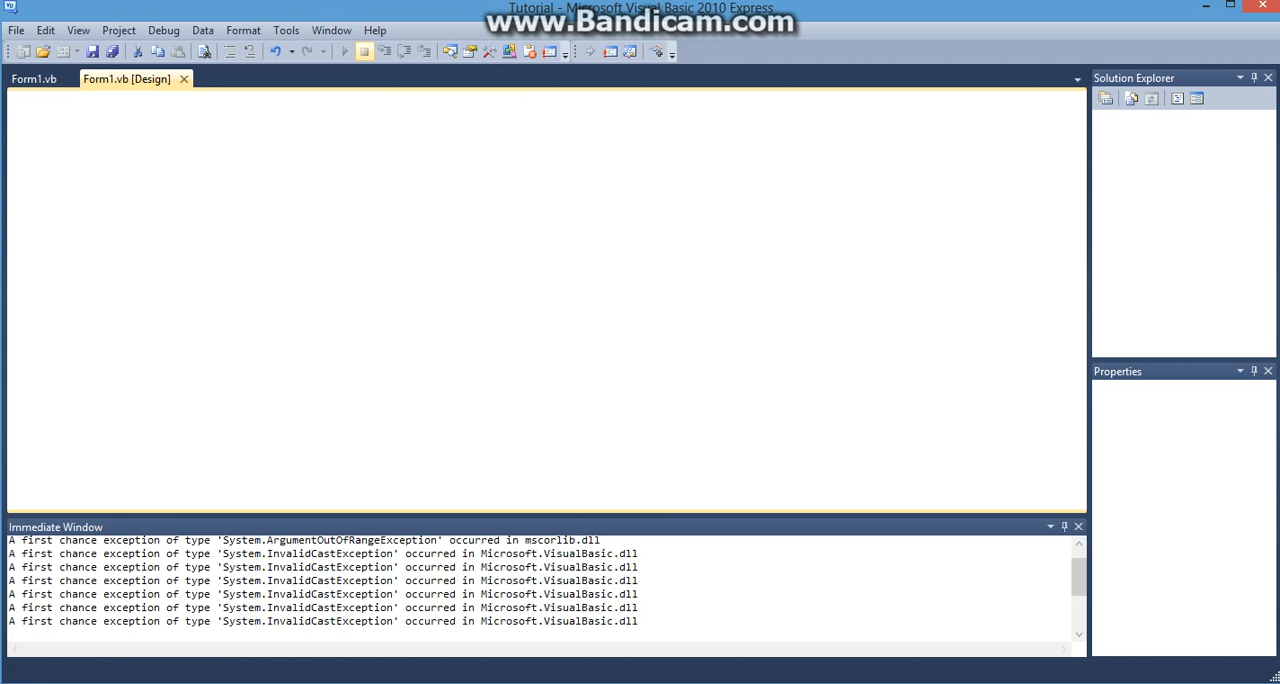 Tutorial - Microsoft Visual Basic 2010 Express
www.Bandicam.com
File Edit View Project Debug Data Format Tools Window Help
Form1.vb Form1.vb [Design]
Solution Explorer
Properties
Immediate Window
A first chance exception of type 'System.ArgumentOutOfRangeException' occurred in mscorlib.dll
A first chance exception of type 'System.InvalidCastException' occurred in Microsoft.VisualBasic.dll
A first chance exception of type 'System.InvalidCastException' occurred in Microsoft.VisualBasic.dll
A first chance exception of type 'System.InvalidCastException' occurred in Microsoft.VisualBasic.dll
A first chance exception of type 'System.InvalidCastException' occurred in Microsoft.VisualBasic.dll
A first chance exception of type 'System.InvalidCastException' occurred in Microsoft.VisualBasic.dll
A first chance exception of type 'System.InvalidCastException' occurred in Microsoft.VisualBasic.dll